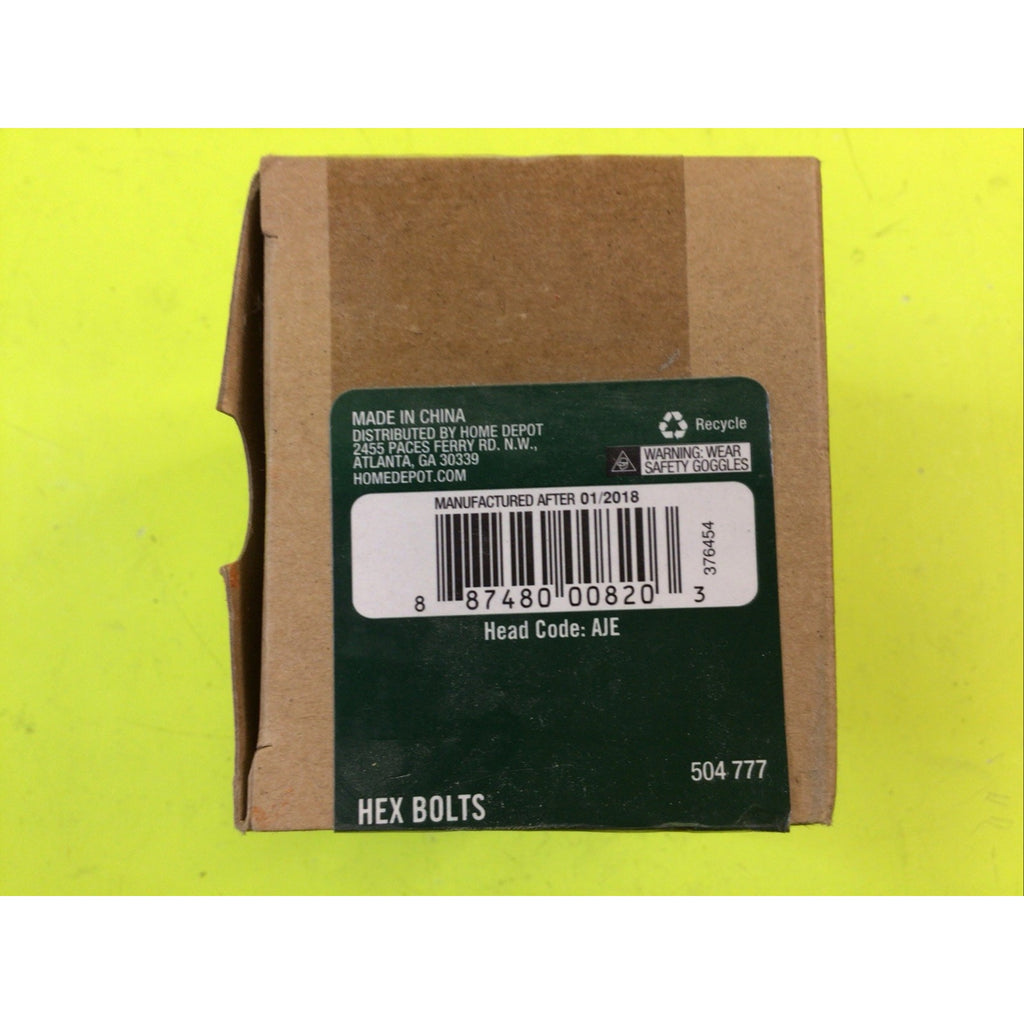 MADE IN CHINA
DISTRIBUTED BY HOME DEPOT
2455 PACES FERRY RD. N.W.,
ATLANTA, GA 30339
HOMEDEPOT.COM
Recycle
WARNING: WEAR
SAFETY GOGGLES
MANUFACTURED AFTER 01/2018
376454
8 87480 00820 3
Head Code: AJE
504 777
HEX BOLTS